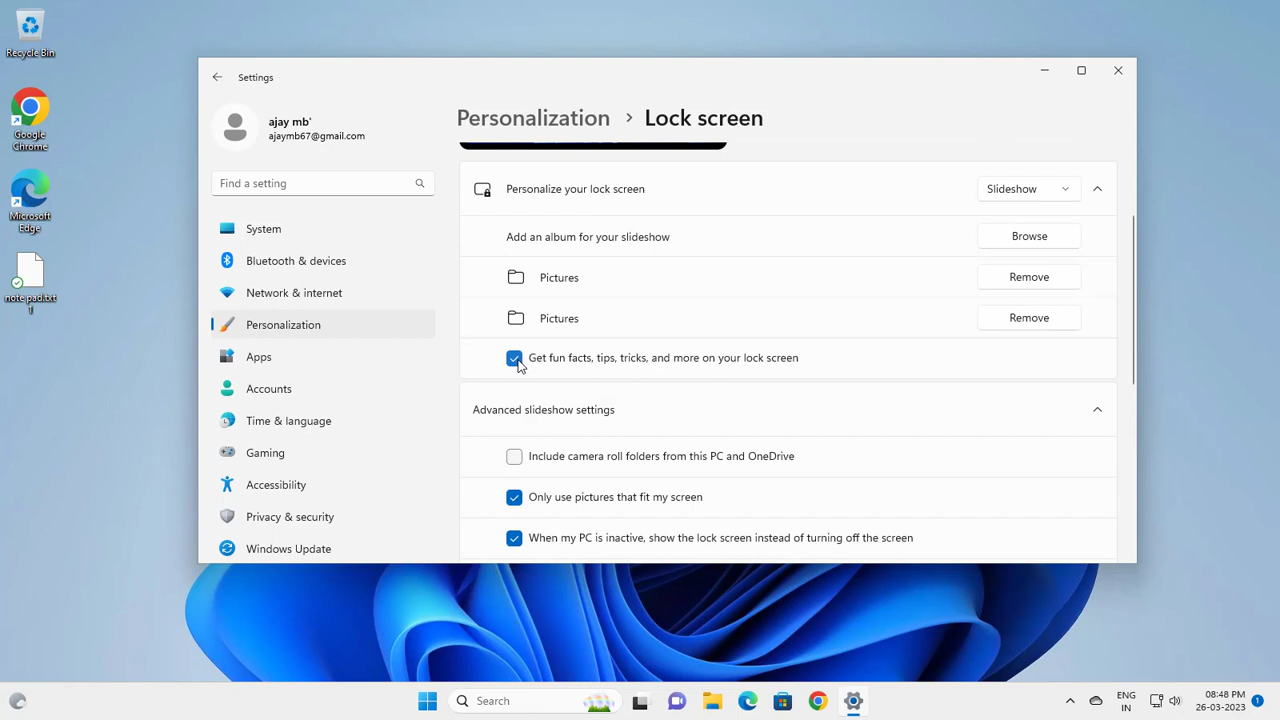 Recycle Bin
Google
Chrome
Microsoft
Edge
note pad.txt
1
Settings
ajay mb'
ajaymb67@gmail.com
Find a setting
System
Bluetooth & devices
Network & internet
Personalization
Apps
Accounts
Time & language
Gaming
Accessibility
Privacy & security
Windows Update
Personalization > Lock screen
Personalize your lock screen Slideshow
Add an album for your slideshow Browse
Pictures Remove
Pictures Remove
Get fun facts, tips, tricks, and more on your lock screen
Advanced slideshow settings
Include camera roll folders from this PC and OneDrive
Only use pictures that fit my screen
When my PC is inactive, show the lock screen instead of turning off the screen
Search
ENG
IN
08:48 PM
26-03-2023
1